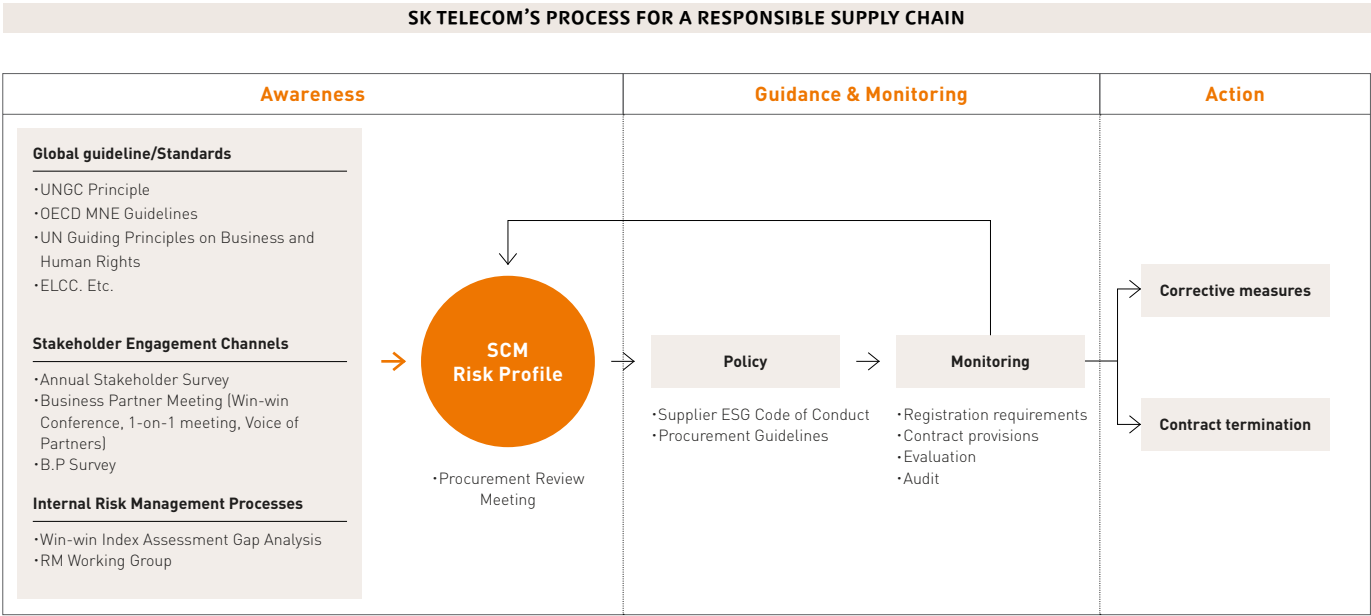 SK TELECOM'S PROCESS FOR A RESPONSIBLE SUPPLY CHAIN
Awareness
Guidance & Monitoring
Action
Global guideline/Standards
·UNGC Principle
·OECD MNE Guidelines
·UN Guiding Principles on Business and
Human Rights
·ELCC. Etc.
Stakeholder Engagement Channels
·Annual Stakeholder Survey
·Business Partner Meeting (Win-win
Conference, 1-on-1 meeting, Voice of
Partners)
·B.P Survey
Internal Risk Management Processes
·Win-win Index Assessment Gap Analysis
·RM Working Group
SCM
Risk Profile
·Procurement Review
Meeting
Policy
·Supplier ESG Code of Conduct
·Procurement Guidelines
Monitoring
·Registration requirements
·Contract provisions
·Evaluation
·Audit
Corrective measures
Contract termination